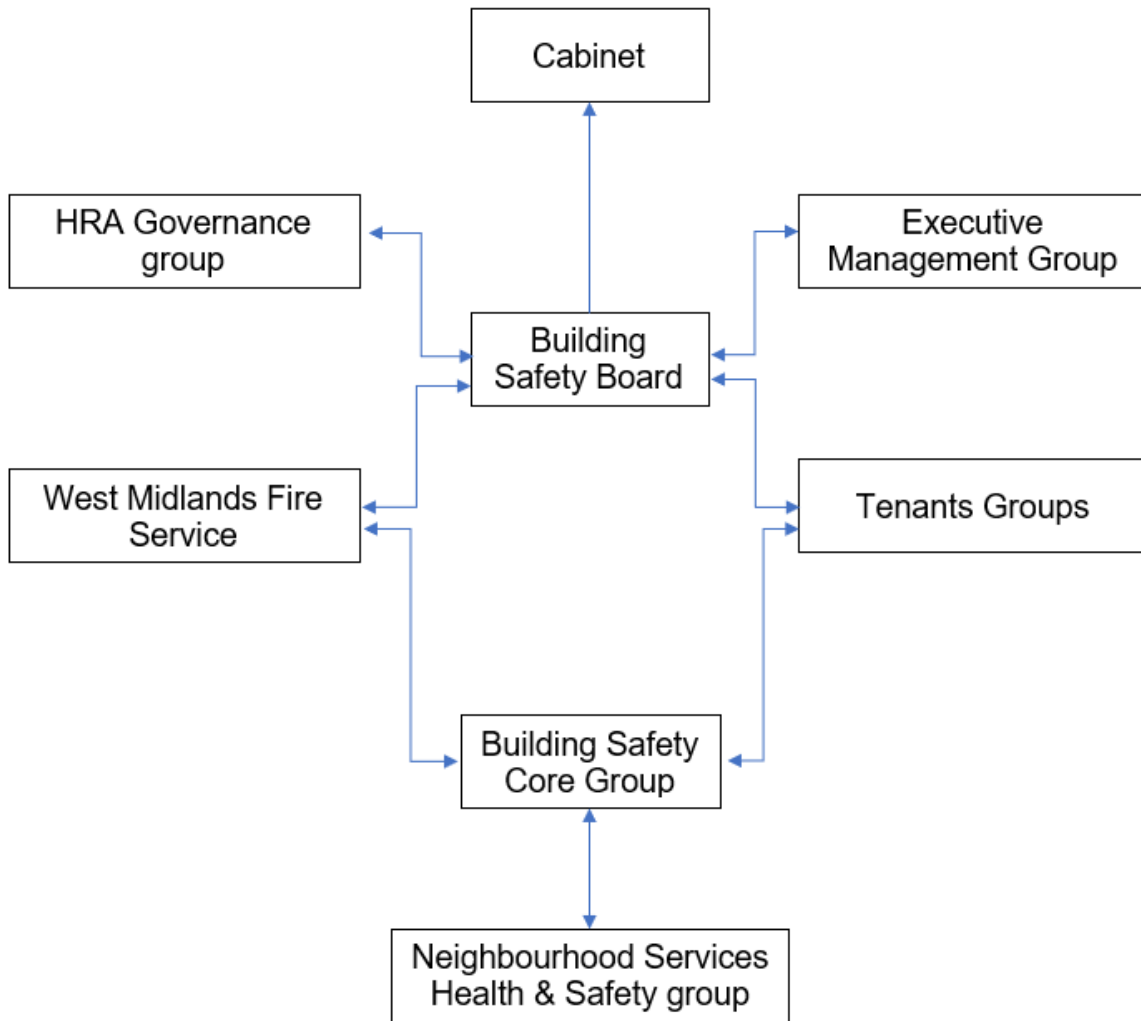 Cabinet
HRA Governance
group
Executive
Management Group
Building
Safety Board
West Midlands Fire
Service
Tenants Groups
Building Safety
Core Group
Neighbourhood Services
Health & Safety group